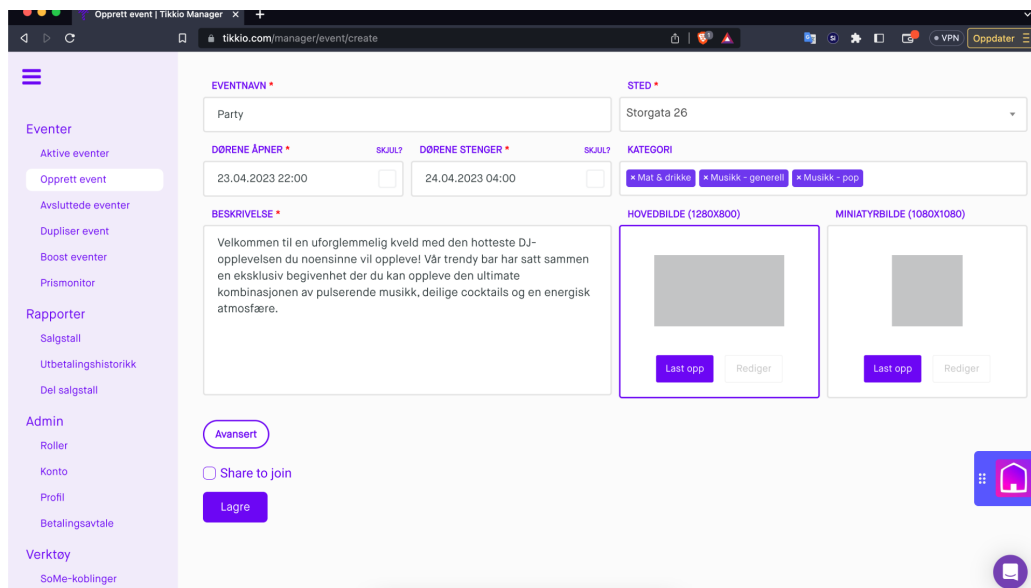 Opprett event | Tikkio Manager
tikkio.com/manager/event/create
VPN
Oppdater
EVENTNAVN *
STED *
Party
Storgata 26
Eventer
Aktive eventer
Opprett event
Avsluttede eventer
Dupliser event
Boost eventer
Prismonitor
Rapporter
Salgstall
Utbetalingshistorikk
Del salgstall
Admin
Roller
Konto
Profil
Betalingsavtale
Verktøy
SoMe-koblinger
DØRENE ÅPNER *
SKJUL?
DØRENE STENGER *
SKJUL?
KATEGORI
23.04.2023 22:00
24.04.2023 04:00
× Mat & drikke × Musikk - generell × Musikk - pop
BESKRIVELSE *
HOVEDBILDE (1280X800)
MINIATYRBILDE (1080X1080)
Velkommen til en uforglemmelig kveld med den hotteste DJ-
opplevelsen du noensinne vil oppleve! Vår trendy bar har satt sammen
en eksklusiv begivenhet der du kan oppleve den ultimate
kombinasjonen av pulserende musikk, deilige cocktails og en energisk
atmosfære.
Last opp
Rediger
Last opp
Rediger
Avansert
Share to join
Lagre